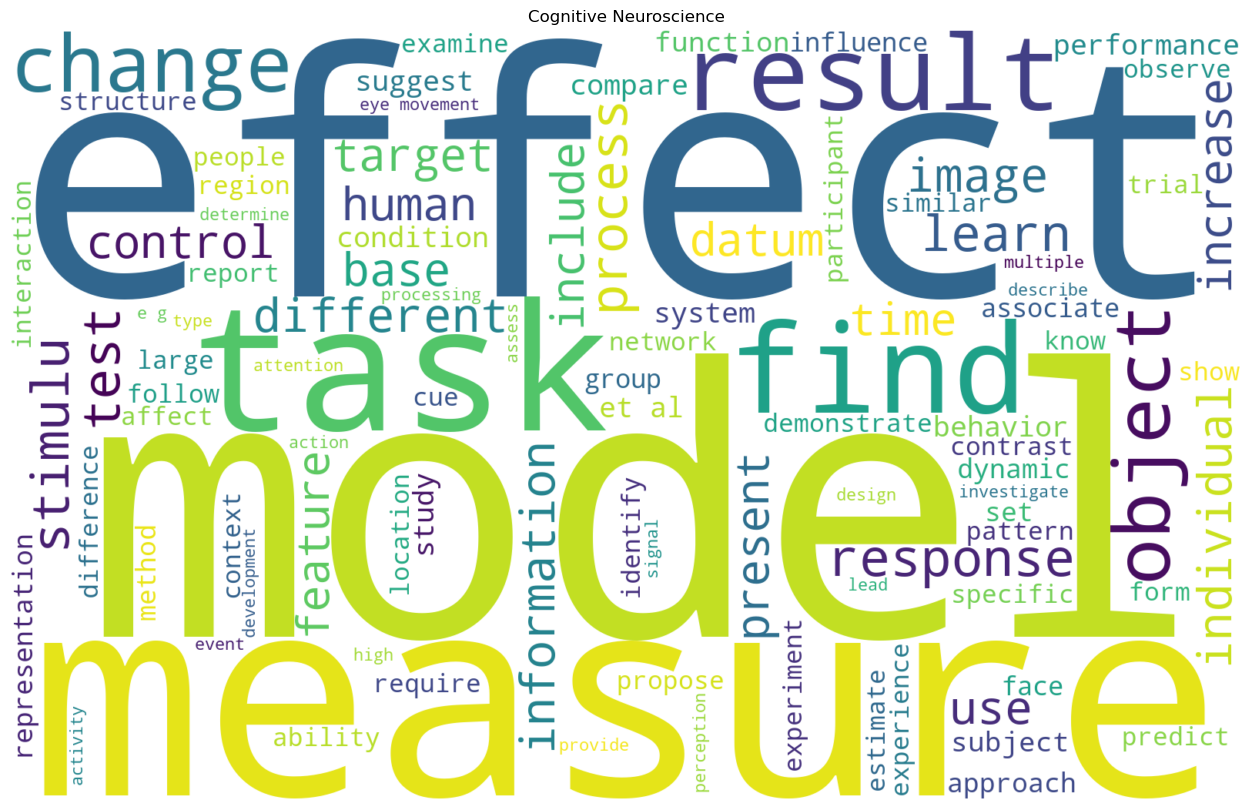 Cognitive Neuroscience
change
effect
examine
function
influence
result
performance
observe
structure
suggest
eye movement
compare
increase
people
region
determine
target
human
condition
control
report
base
processing
include
process
participant
image
similar
trial
datum
learn
multiple
describe
associate
interaction
different
system
time
e g
type
task
assess
network
find
know
object
stimulu
test
large
follow
affect
attention
cue
group
et al
show
demonstrate
behavior
individual
model
action
contrast
dynamic
investigate
set
pattern
difference
method
context
development
feature
location
study
information
identify
signal
present
design
response
lead
specific
form
representation
event
measure
high
require
propose
experiment
estimate
experience
face
use
subject
predict
activity
ability
provide
perception
approach